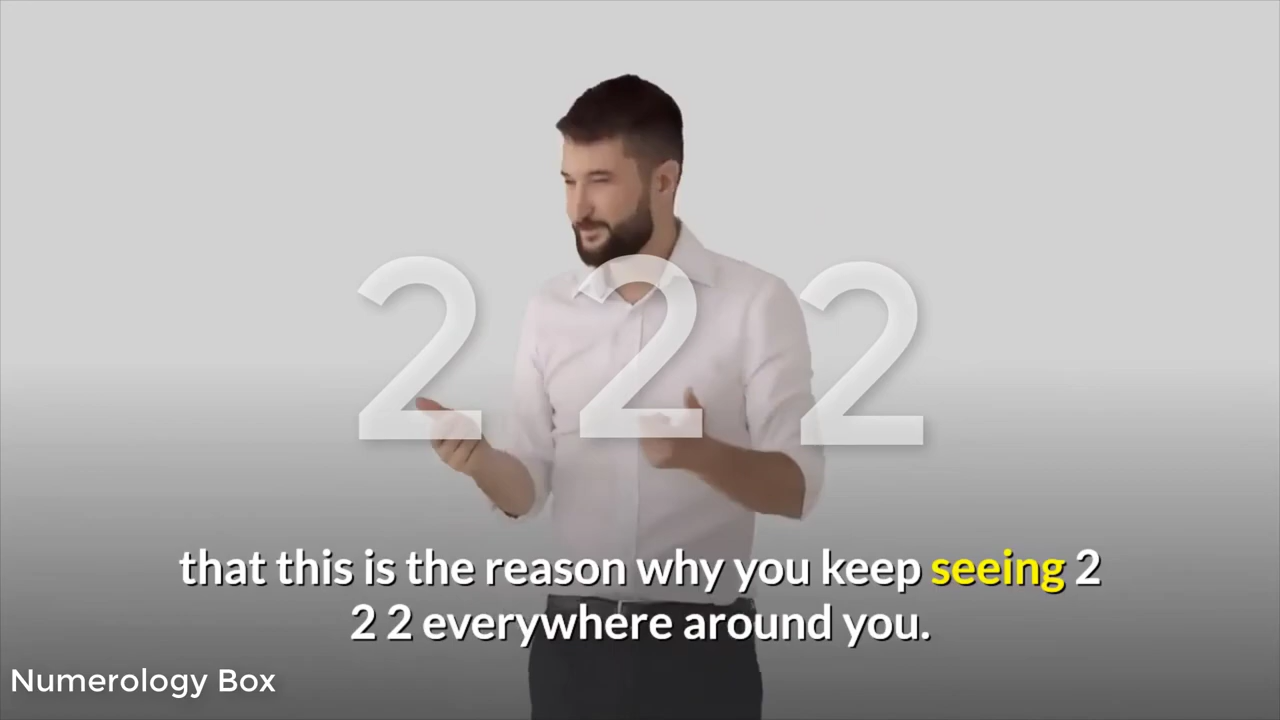 2 2 2
that this is the reason why you keep seeing 2
2 2 everywhere around you.
Numerology Box